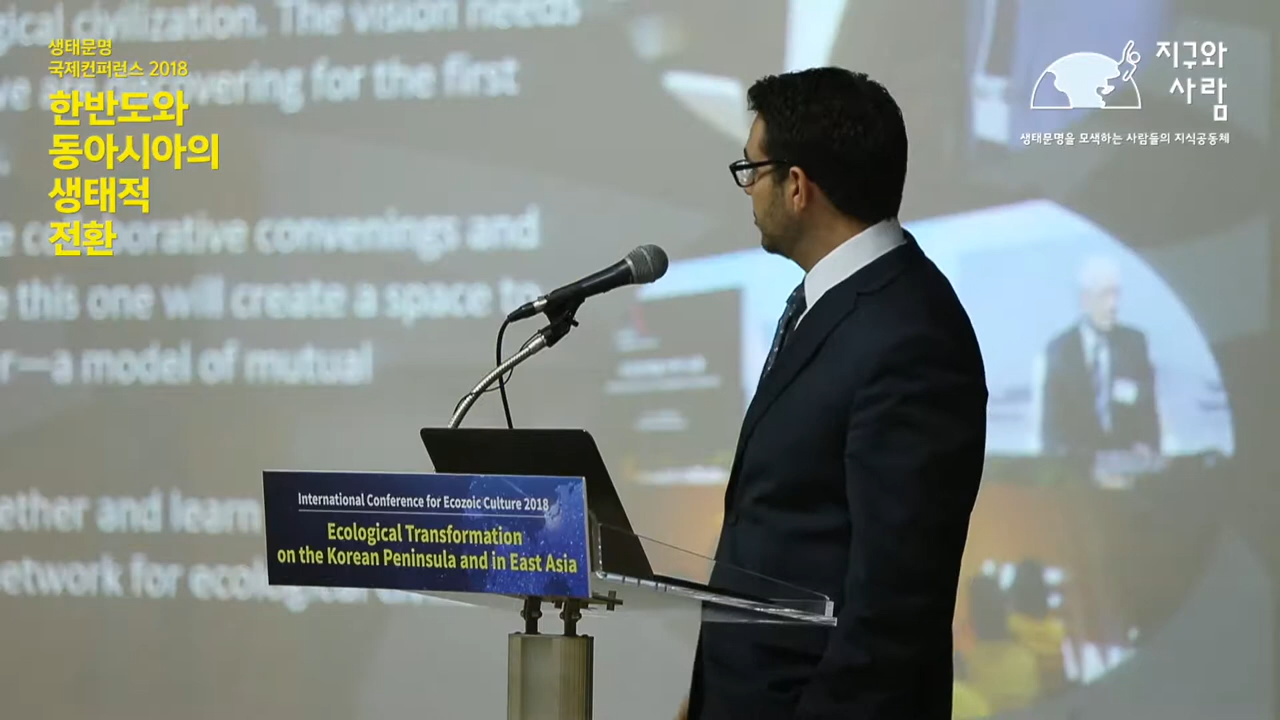 생태문명
국제컨퍼런스 2018
한반도와
동아시아의
생태적
전환
지구와
사람
생태문명을 모색하는 사람들의 지식공동체
gical civilization. The vision needs
vering for the first
orative convenings and
this one will create a space to
a model of mutual
ether and learn
network for
International Conference for Ecozoic Culture 2018
Ecological Transformation
on the Korean Peninsula and in East Asia